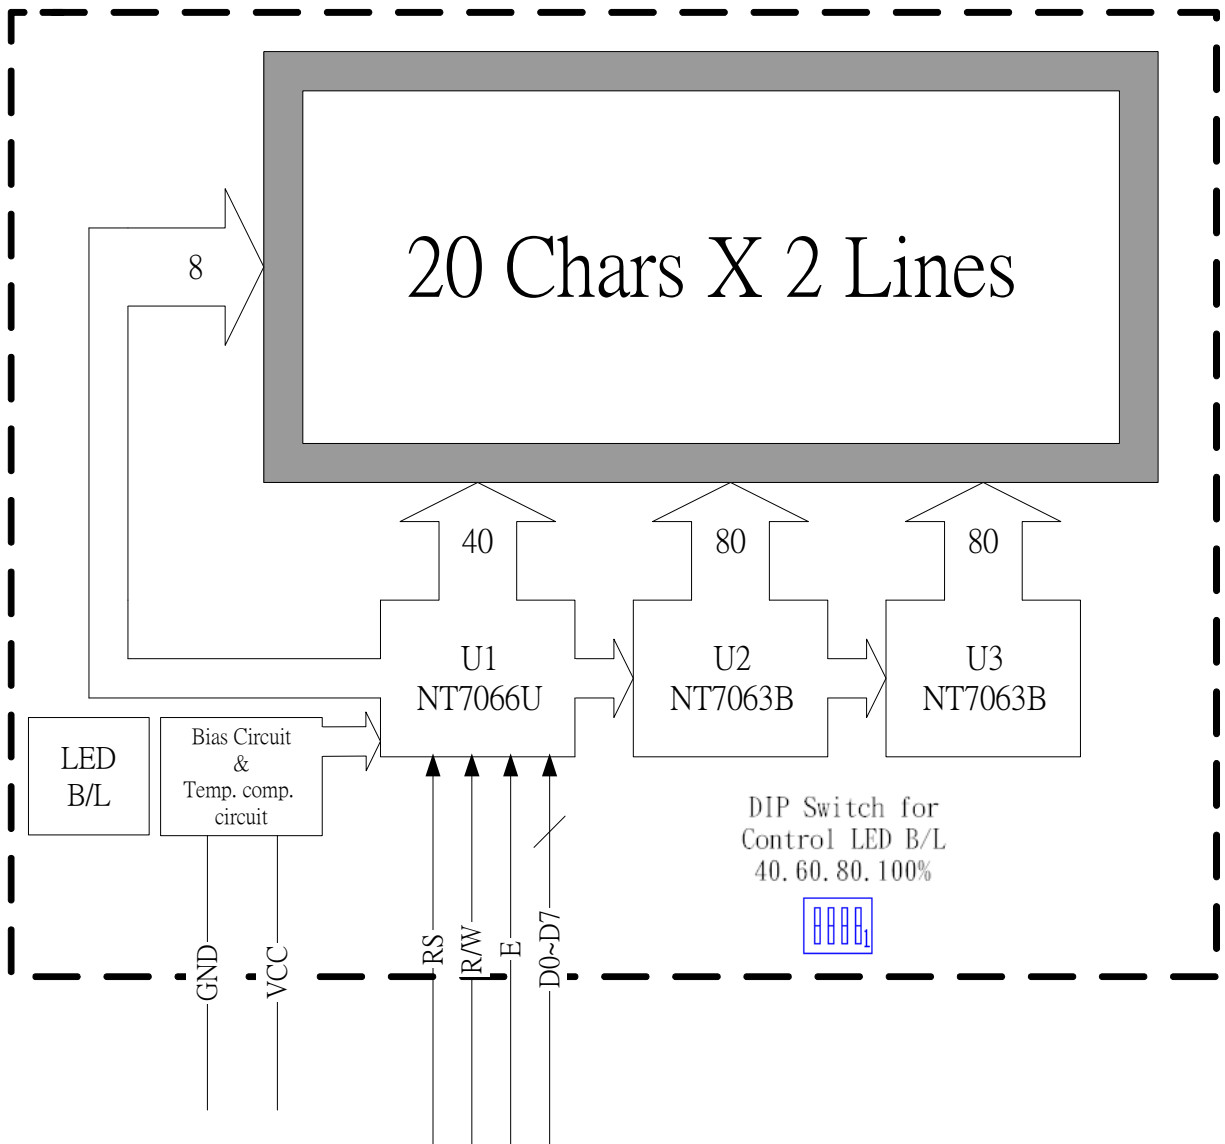 20 Chars X 2 Lines
8
40
80
80
U1
NT7066U
U2
NT7063B
U3
NT7063B
LED
B/L
Bias Circuit
&
Temp. comp.
circuit
DIP Switch for
Control LED B/L
40.60.80.100%
1
GND
VCC
RS
R/W
E
D0~D7